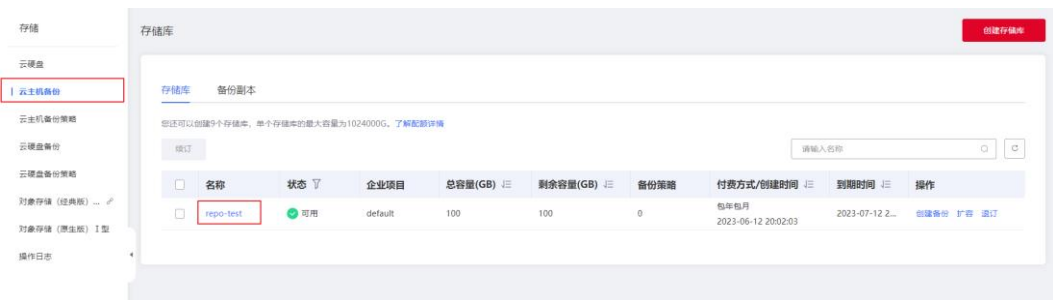 存储
云硬盘
云主机备份
云主机备份策略
云硬盘备份
云硬盘备份策略
对象存储（经典版）...
对象存储（原生版）I型
操作日志
存储库
创建存储库
存储库 备份副本
您还可以创建9个存储库，单个存储库的最大容量为1024000G。了解配额详情
续订
请输入名称
名称 状态 企业项目 总容量(GB) 剩余容量(GB) 备份策略 付费方式/创建时间 到期时间 操作
repo-test 可用 default 100 100 0 包年包月 2023-07-12 2... 创建备份 扩容 退订
2023-06-12 20:02:03